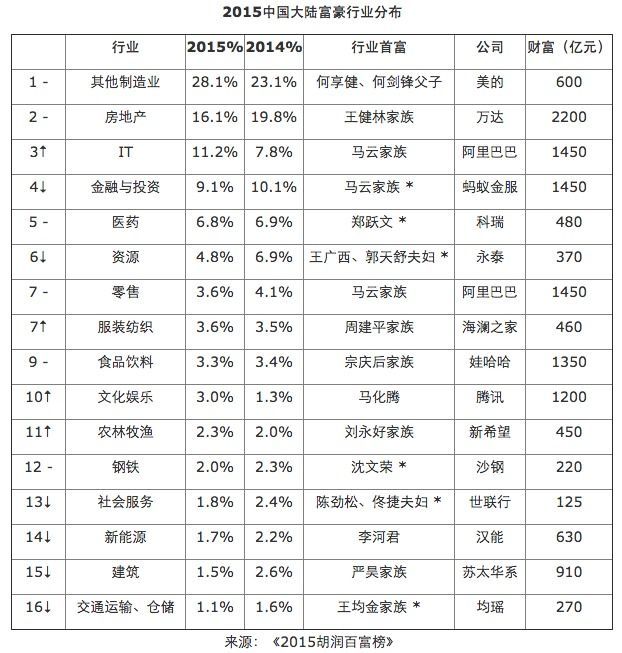 2015中国大陆富豪行业分布
行业 2015% 2014% 行业首富 公司 财富（亿元）
1 - 其他制造业 28.1% 23.1% 何享健、何剑锋父子 美的 600
2 - 房地产 16.1% 19.8% 王健林家族 万达 2200
3↑ IT 11.2% 7.8% 马云家族 阿里巴巴 1450
4↓ 金融与投资 9.1% 10.1% 马云家族 * 蚂蚁金服 1450
5 - 医药 6.8% 6.9% 郑跃文 * 科瑞 480
6↓ 资源 4.8% 6.9% 王广西、郭天舒夫妇 * 永泰 370
7 - 零售 3.6% 4.1% 马云家族 阿里巴巴 1450
7↑ 服装纺织 3.6% 3.5% 周建平家族 海澜之家 460
9 - 食品饮料 3.3% 3.4% 宗庆后家族 娃哈哈 1350
10↑ 文化娱乐 3.0% 1.3% 马化腾 腾讯 1200
11↑ 农林牧渔 2.3% 2.0% 刘永好家族 新希望 450
12 - 钢铁 2.0% 2.3% 沈文荣 * 沙钢 220
13↓ 社会服务 1.8% 2.4% 陈劲松、佟捷夫妇 * 世联行 125
14↓ 新能源 1.7% 2.2% 李河君 汉能 630
15↓ 建筑 1.5% 2.6% 严昊家族 苏太华系 910
16↓ 交通运输、仓储 1.1% 1.6% 王均金家族 * 均瑶 270
来源：《2015胡润百富榜》